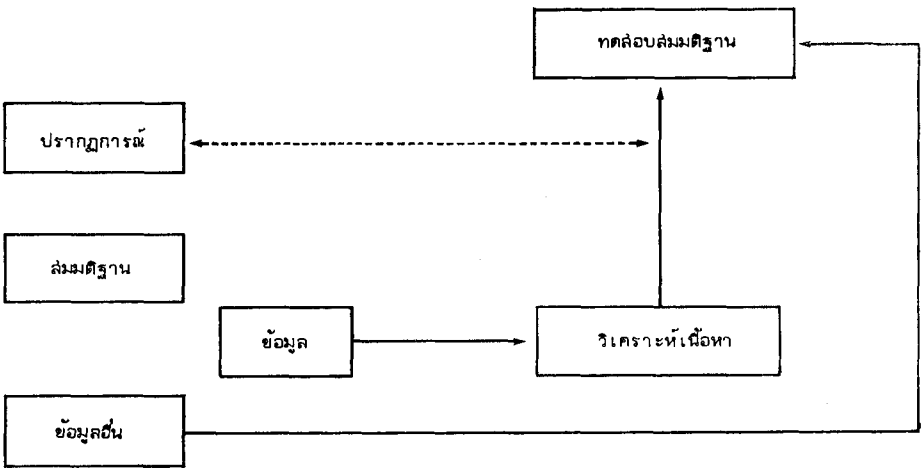 ทดสอบสมมติฐาน
ปรากฏการณ์
สมมติฐาน
ข้อมูล
วิเคราะห์เนื้อหา
ข้อมูลอื่น